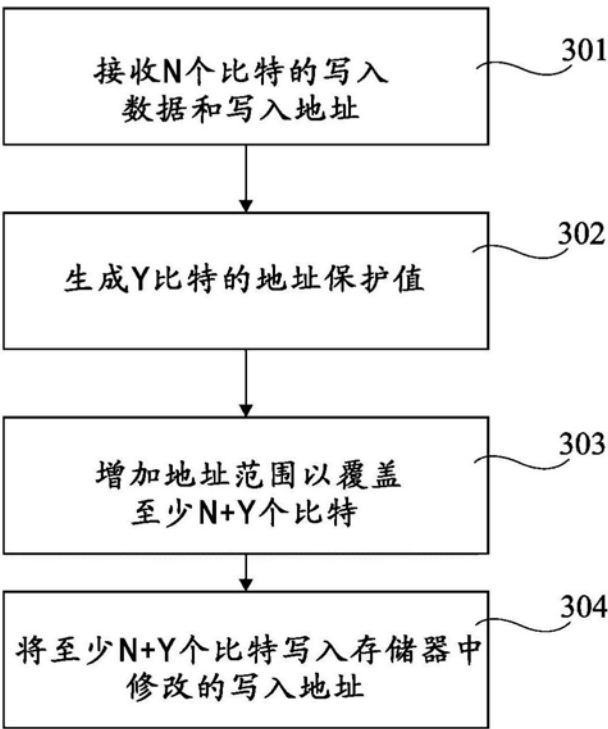 接收N个比特的写入
数据和写入地址
301
生成Y比特的地址保护值
302
增加地址范围以覆盖
至少N+Y个比特
303
将至少N+Y个比特写入存储器中
修改的写入地址
304